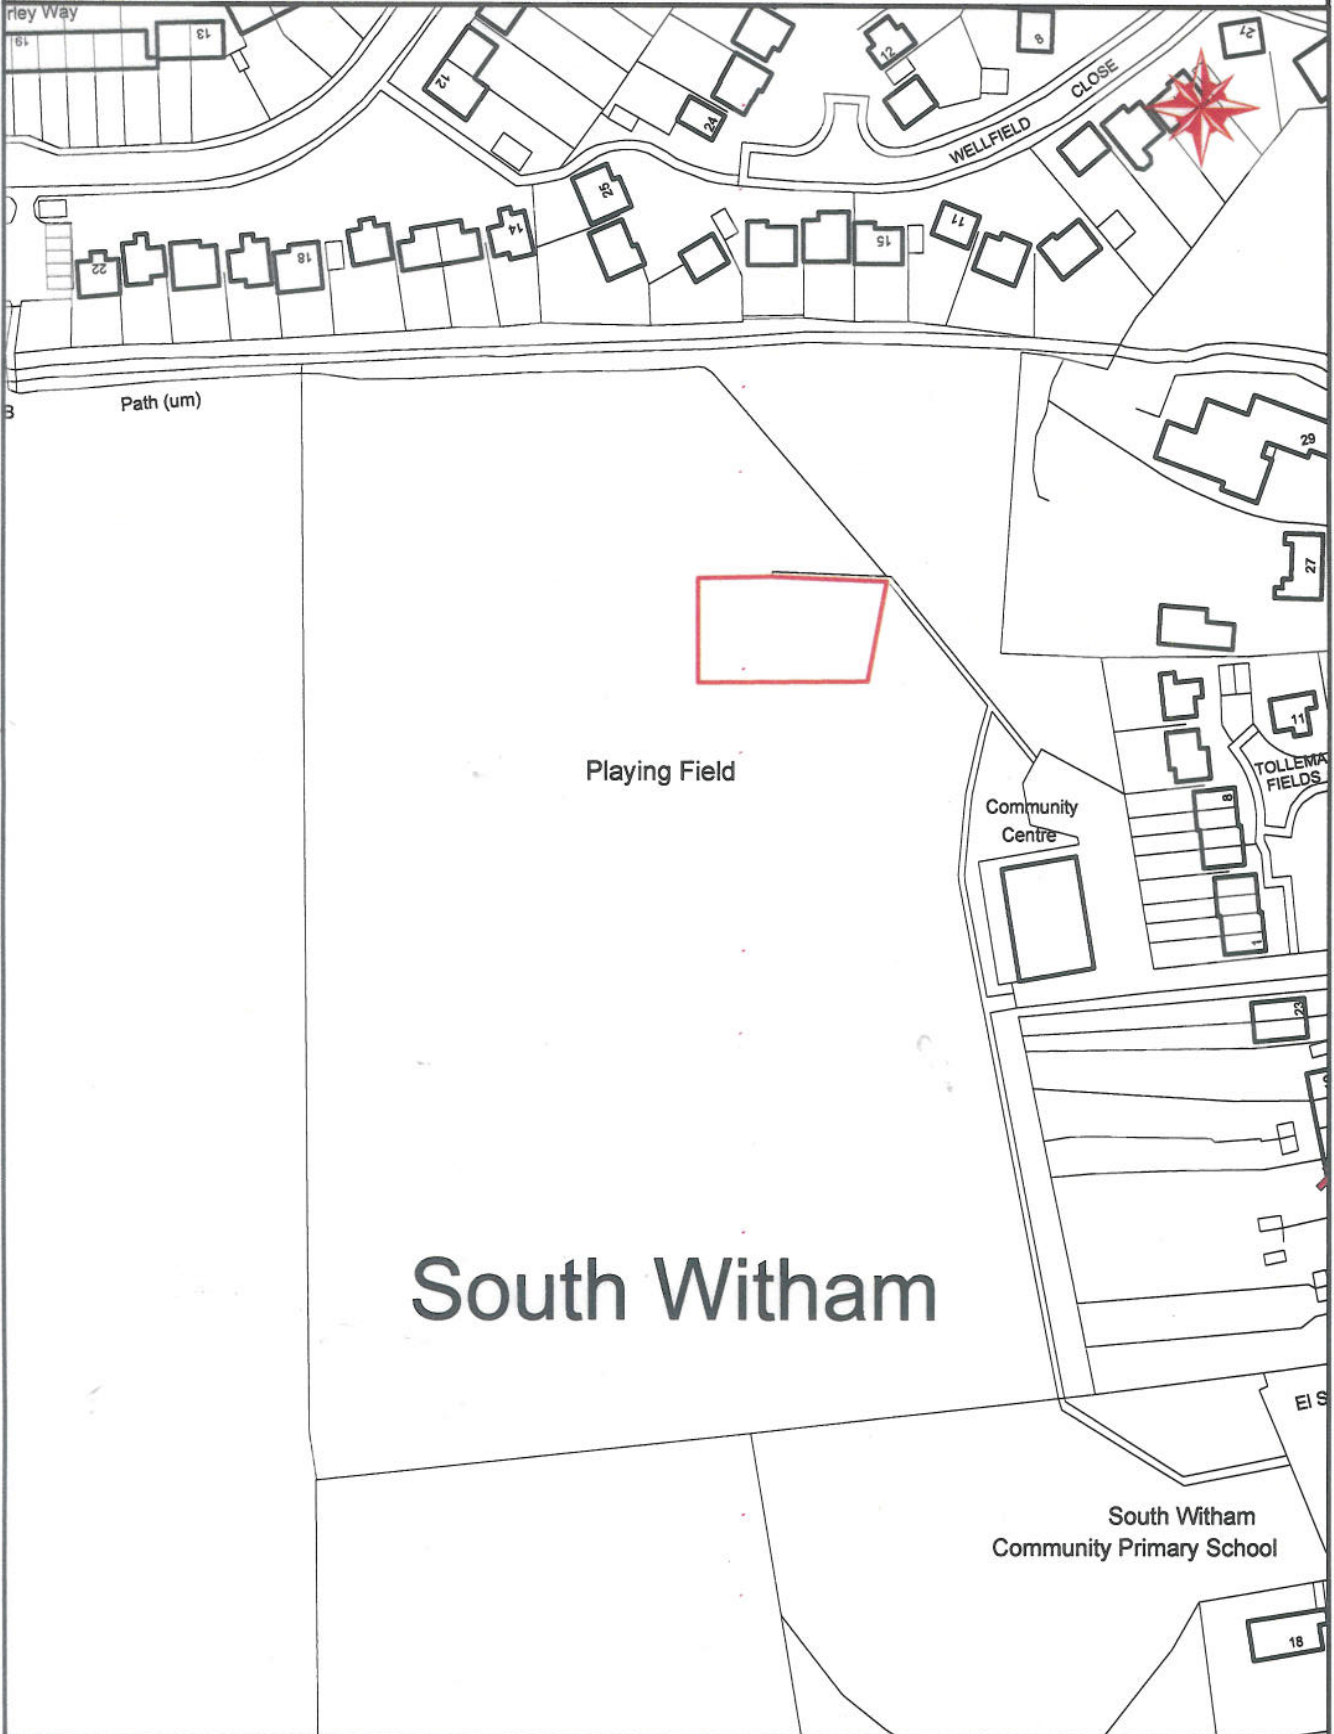 rley Way
19
13
12
24
12
8
27
WELLFIELD CLOSE
25
22
18
14
15
11
Path (um)
29
27
Playing Field
11
TOLLEMA
FIELDS
Community
Centre
8
1
23
South Witham
El S
South Witham
Community Primary School
18